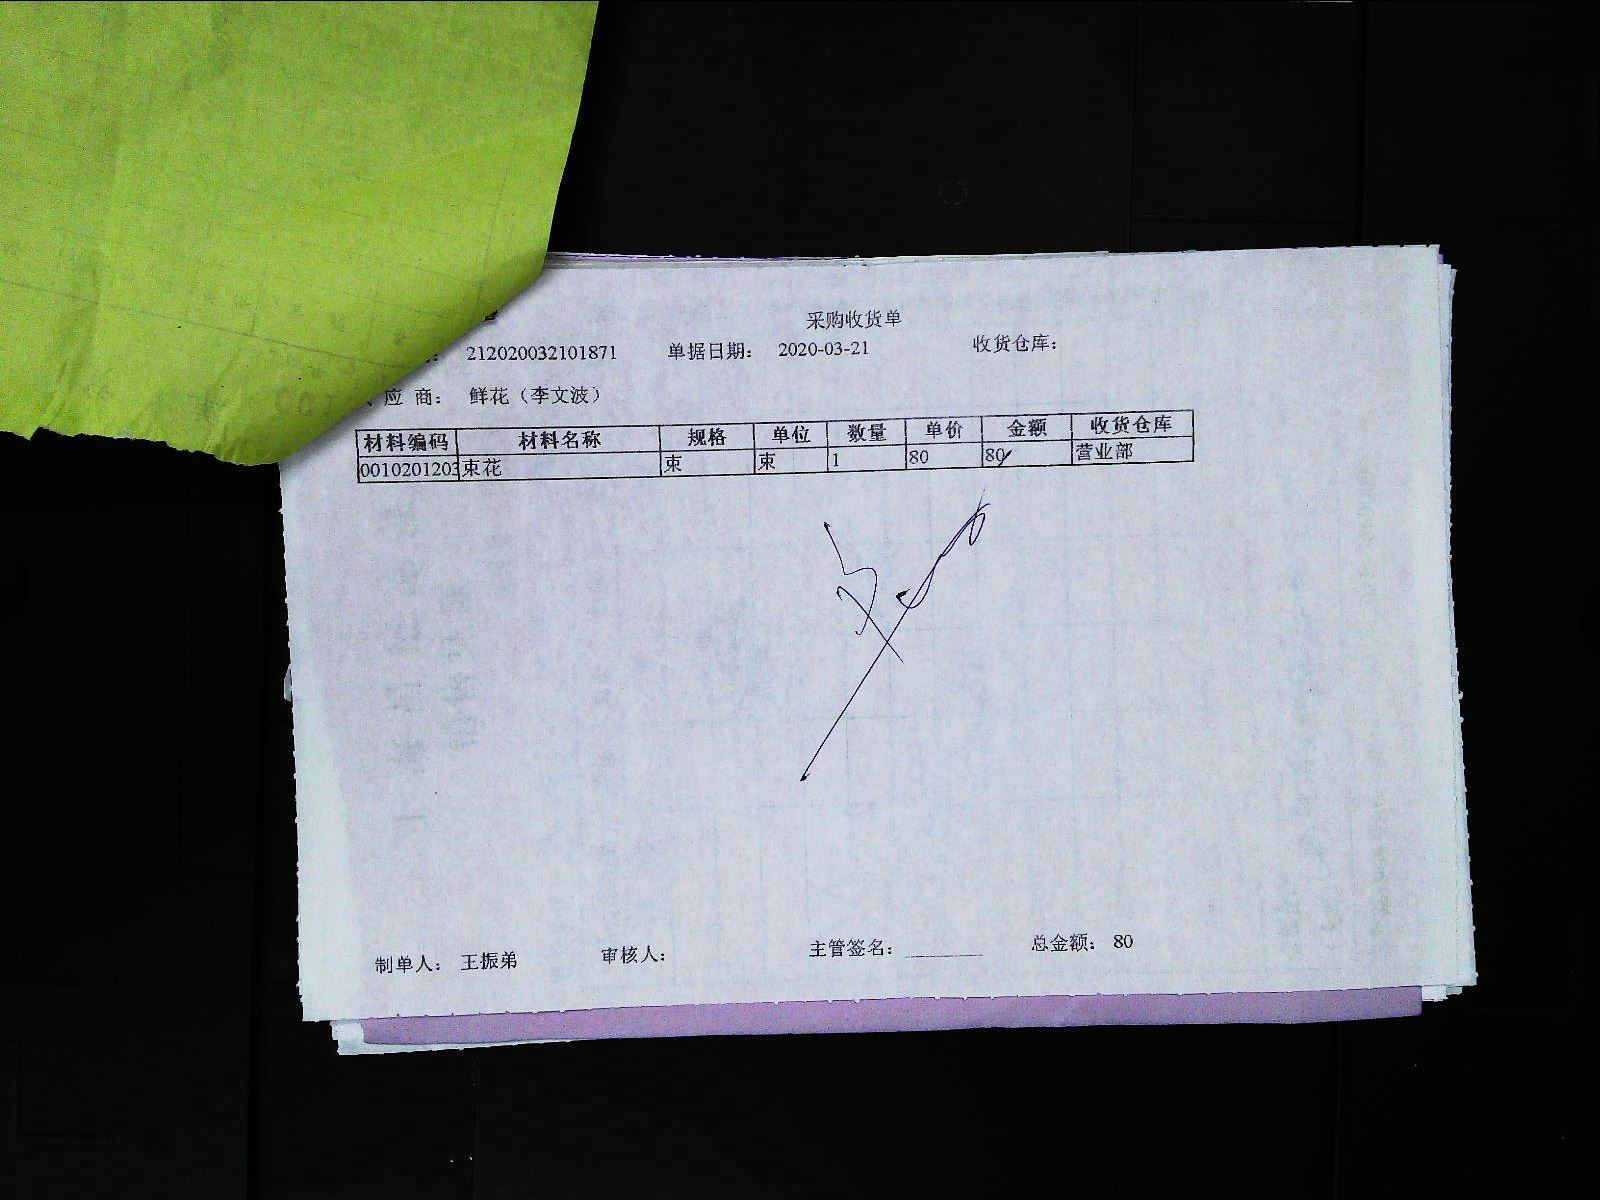 采购收货单
212020032101871 单据日期: 2020-03-21 收货仓库:
应 商: 鲜花（李文波）
材料编码 材料名称 规格 单位 数量 单价 金额 收货仓库
0010201203 束花 束 束 1 80 80 营业部
制单人: 王振弟 审核人: 主管签名: 总金额: 80